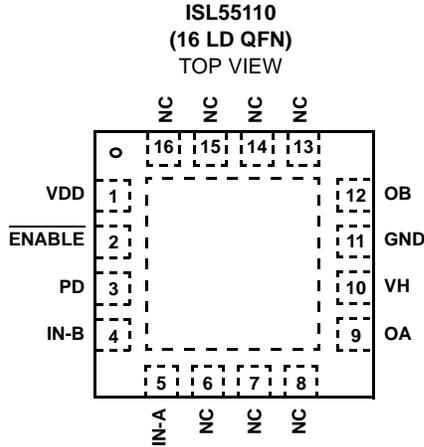 ISL55110
(16 LD QFN)
TOP VIEW
NC NC NC NC
16 15 14 13
VDD 1 12 OB
ENABLE 2 11 GND
PD 3 10 VH
IN-B 4 9 OA
5 6 7 8
IN-A NC NC NC